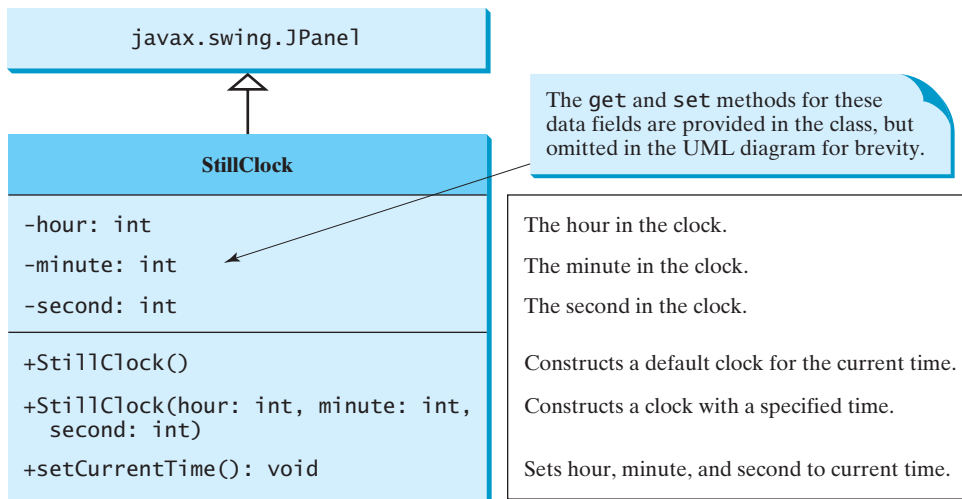 javax.swing.JPanel
The get and set methods for these
data fields are provided in the class, but
omitted in the UML diagram for brevity.
StillClock
-hour: int
The hour in the clock.
-minute: int
The minute in the clock.
-second: int
The second in the clock.
+StillClock()
Constructs a default clock for the current time.
+StillClock(hour: int, minute: int,
second: int)
Constructs a clock with a specified time.
+setCurrentTime(): void
Sets hour, minute, and second to current time.